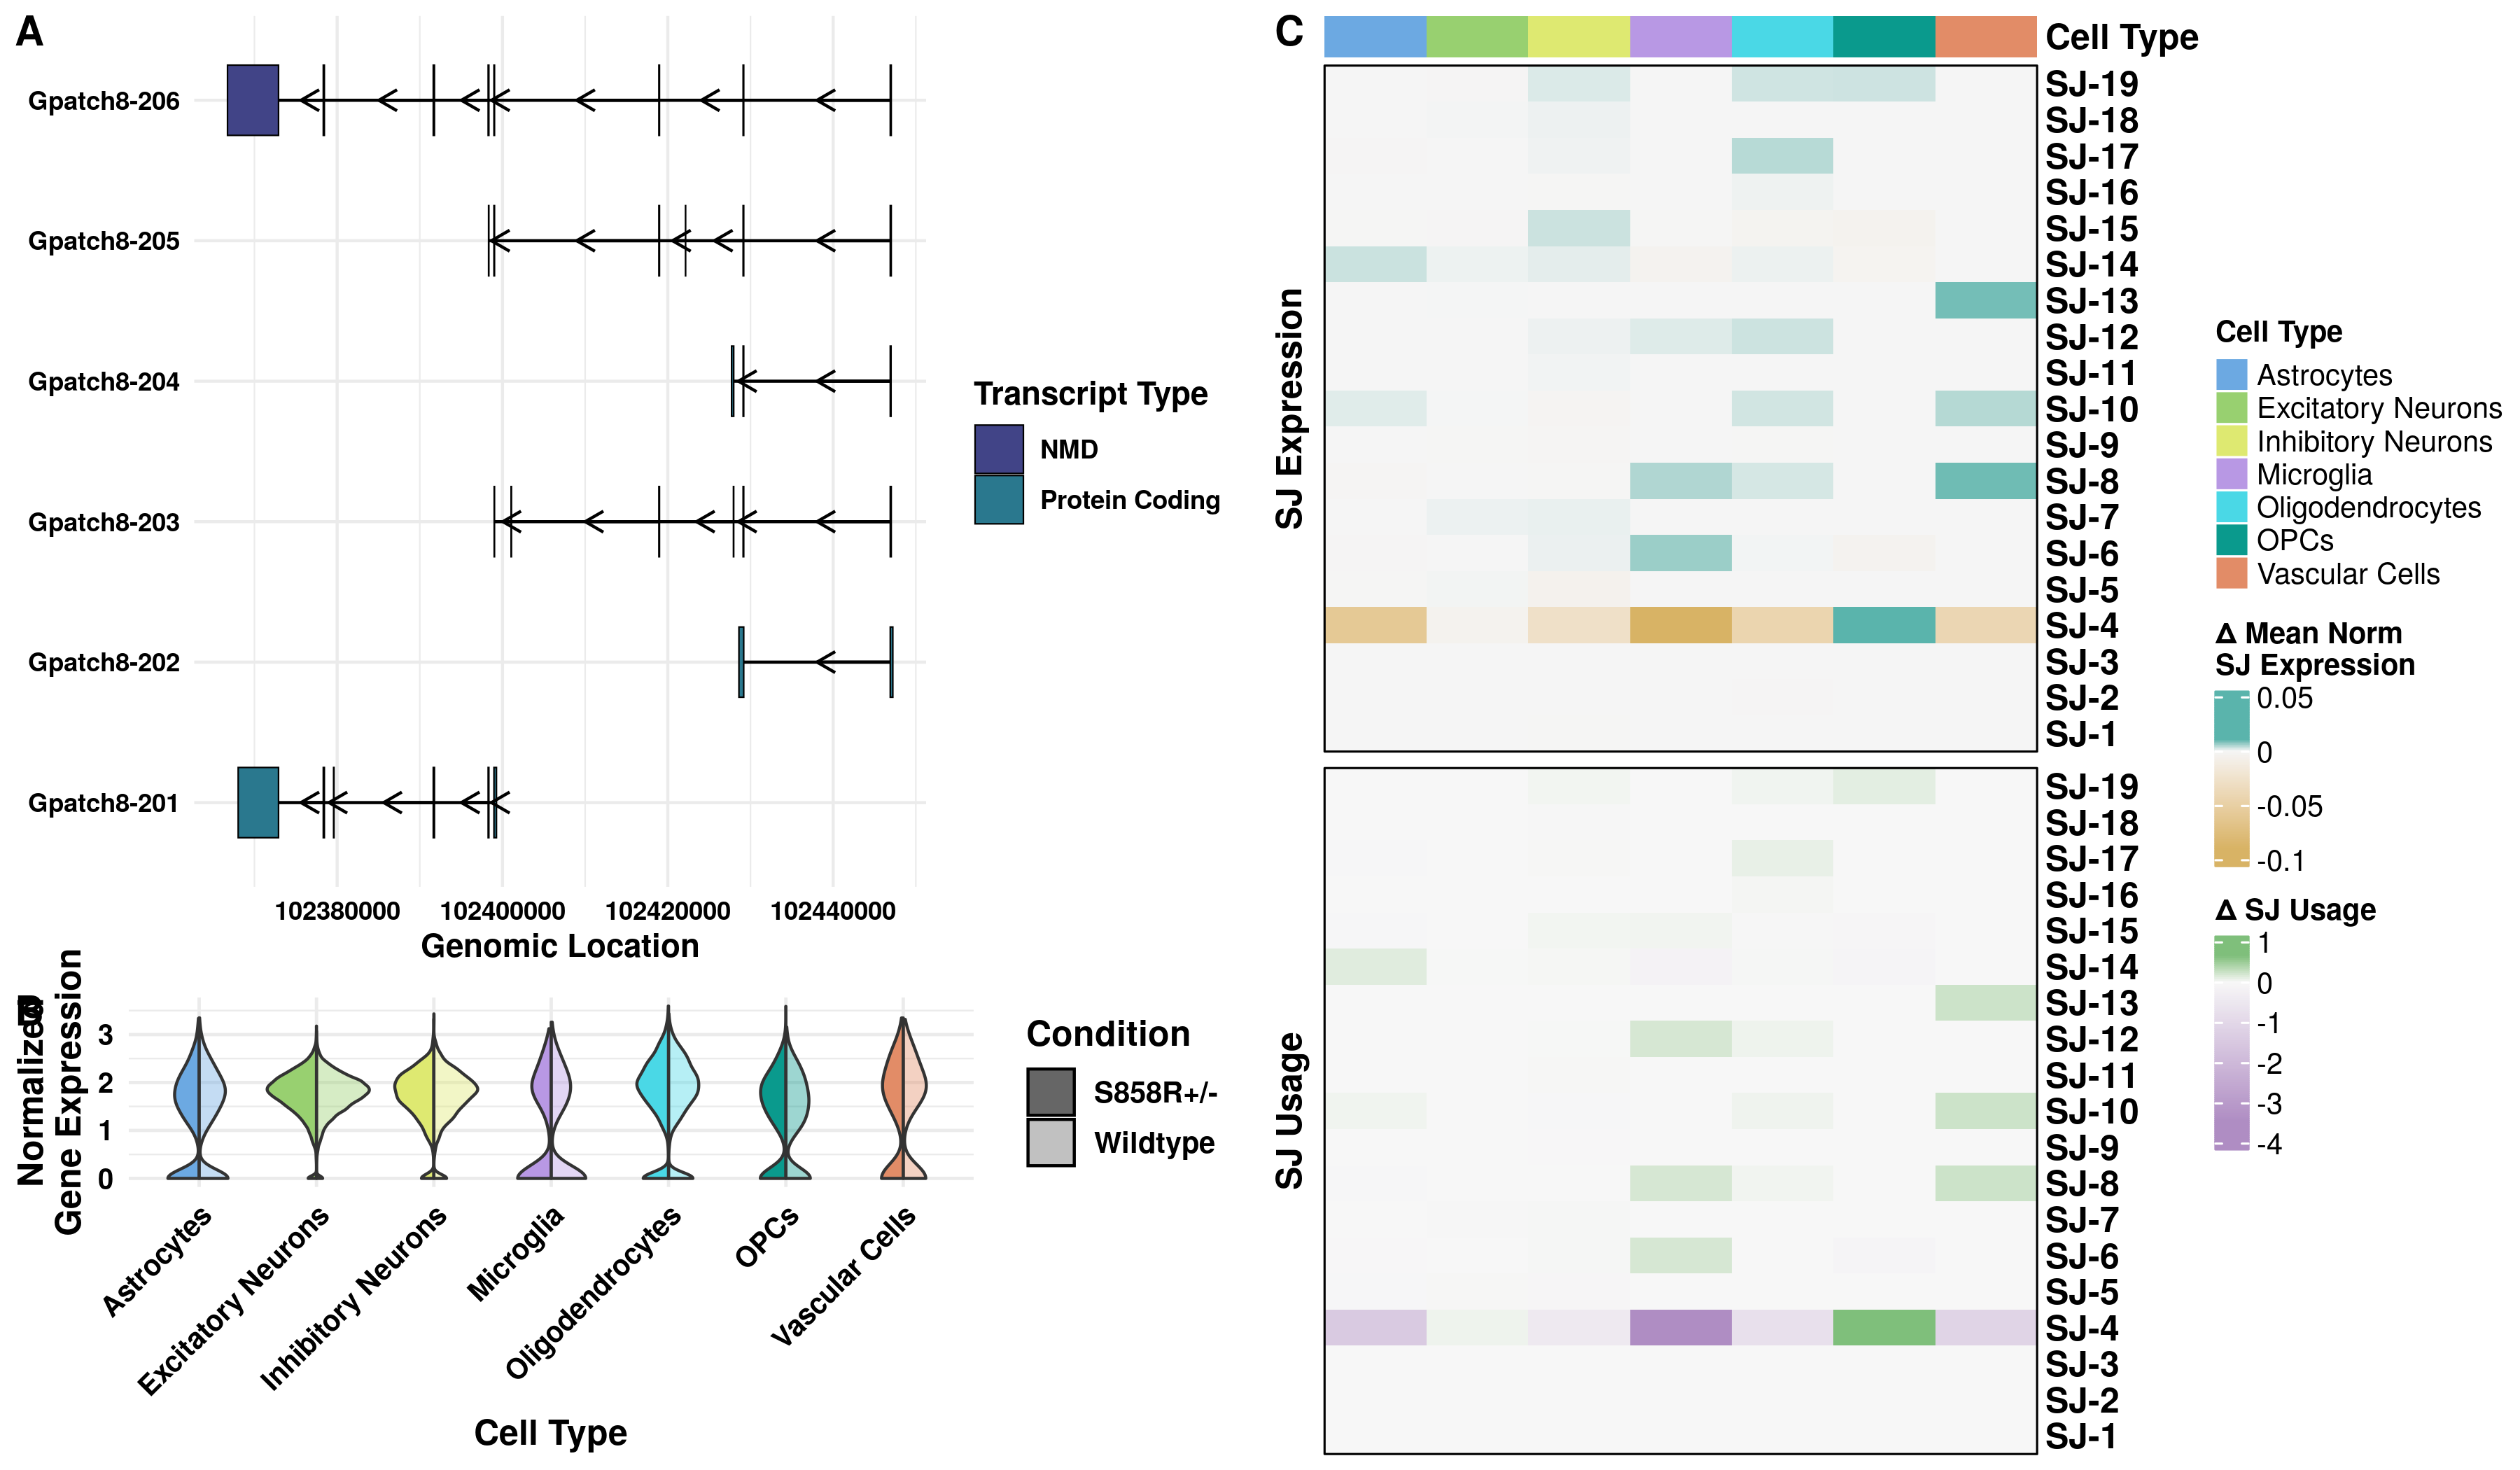 A
Gpatch8-206
Gpatch8-205
Gpatch8-204
Gpatch8-203
Gpatch8-202
Gpatch8-201
102380000 102400000 102420000 102440000
Genomic Location
Transcript Type
NMD
Protein Coding
B
Normalized
Gene Expression
3
2
1
0
Astrocytes
Excitatory Neurons
Inhibitory Neurons
Microglia
Oligodendrocytes
OPCs
Vascular Cells
Cell Type
Condition
S858R+/-
Wildtype
C
Cell Type
SJ Expression
SJ-19
SJ-18
SJ-17
SJ-16
SJ-15
SJ-14
SJ-13
SJ-12
SJ-11
SJ-10
SJ-9
SJ-8
SJ-7
SJ-6
SJ-5
SJ-4
SJ-3
SJ-2
SJ-1
SJ Usage
SJ-19
SJ-18
SJ-17
SJ-16
SJ-15
SJ-14
SJ-13
SJ-12
SJ-11
SJ-10
SJ-9
SJ-8
SJ-7
SJ-6
SJ-5
SJ-4
SJ-3
SJ-2
SJ-1
Cell Type
Astrocytes
Excitatory Neurons
Inhibitory Neurons
Microglia
Oligodendrocytes
OPCs
Vascular Cells
Δ Mean Norm
SJ Expression
0.05
0
-0.05
-0.1
Δ SJ Usage
1
0
-1
-2
-3
-4